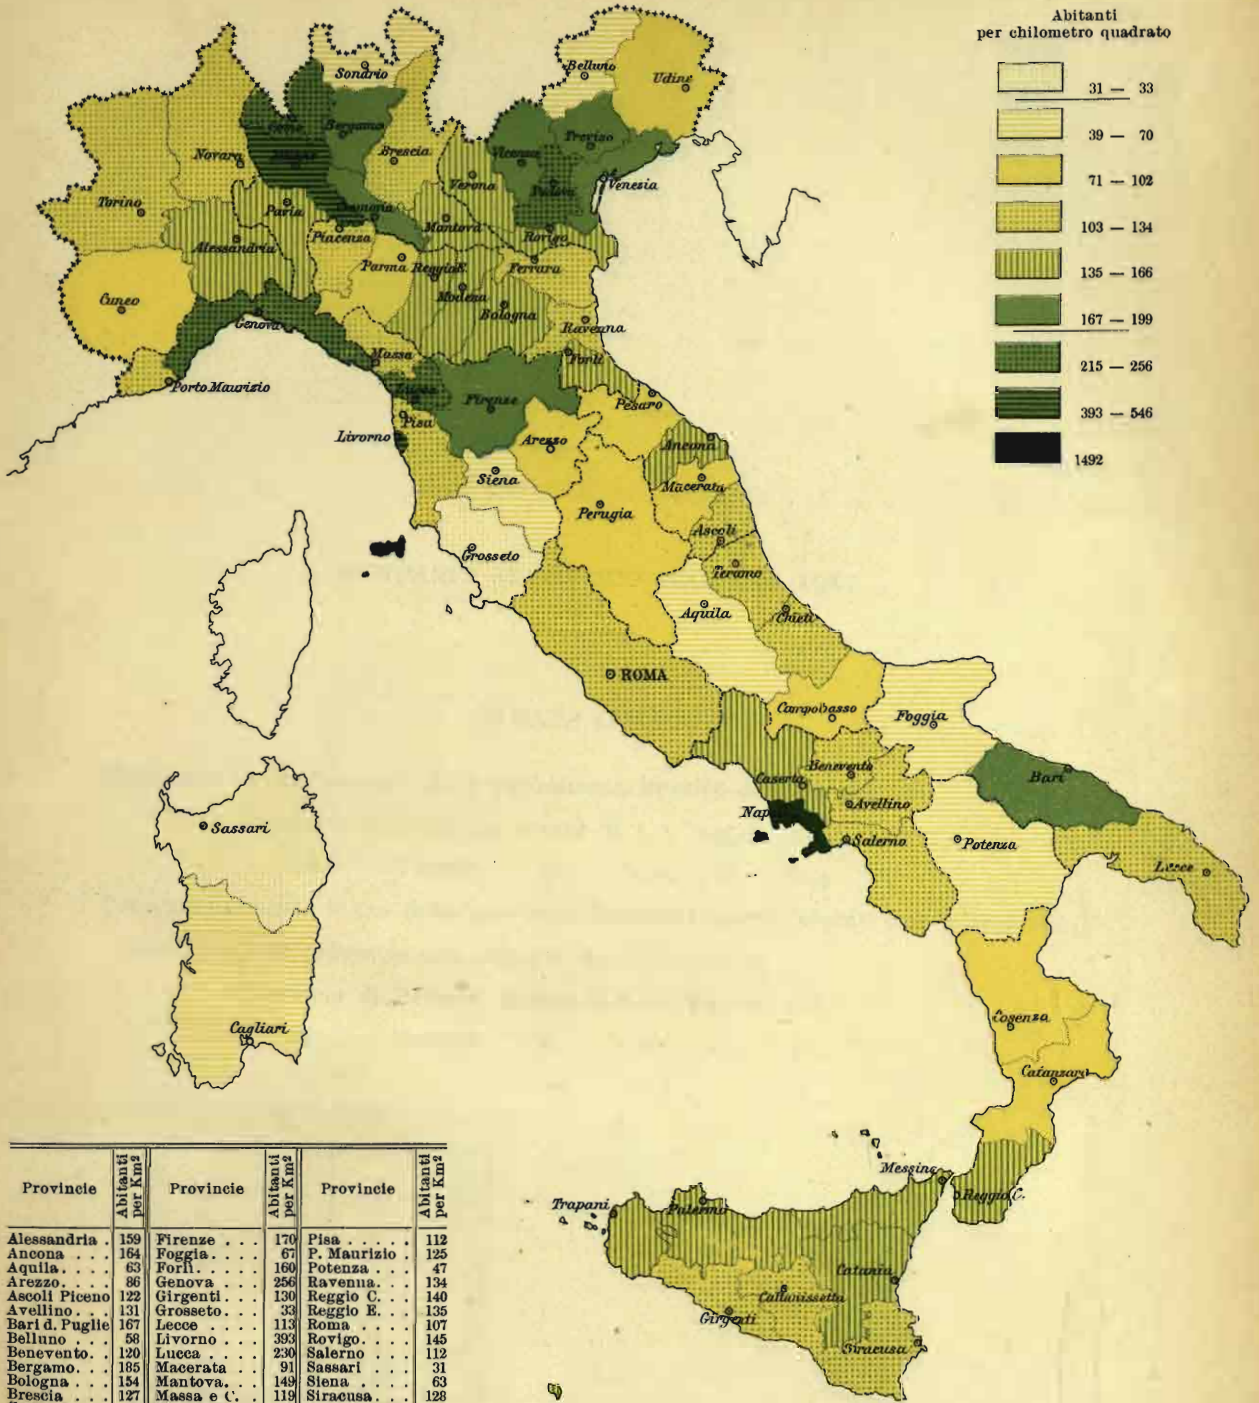 Abitanti
per chilometro quadrato
31 — 33
39 — 70
71 — 102
103 — 134
135 — 166
167 — 199
215 — 256
393 — 546
1492
Sondrio
Belluno
Udine
Como
Bergamo
Treviso
Novara
Milano
Brescia
Vicenza
Verona
Padova
Venezia
Torino
Pavia
Cremona
Mantova
Rovigo
Alessandria
Piacenza
Parma
Reggio E.
Ferrara
Cuneo
Modena
Bologna
Genova
Ravenna
Massa
Forlì
Porto Maurizio
Lucca
Firenze
Pesaro
Pisa
Livorno
Arezzo
Ancona
Siena
Macerata
Perugia
Ascoli
Grosseto
Teramo
Aquila
Chieti
ROMA
Campobasso
Foggia
Caserta
Benevento
Bari
Avellino
Sassari
Salerno
Potenza
Lecce
Cagliari
Cosenza
Catanzaro
Messina
Reggio C.
Trapani
Palermo
Catania
Caltanissetta
Girgenti
Siracusa
Provincie Abitanti per Km² Provincie Abitanti per Km² Provincie Abitanti per Km²
Alessandria . 159 Firenze . . . 170 Pisa . . . . . 112
Ancona . . . 164 Foggia. . . . 67 P. Maurizio . 125
Aquila . . . 63 Forlì. . . . . 160 Potenza . . . 47
Arezzo. . . . 86 Genova . . . 256 Ravenna. . . 134
Ascoli Piceno 122 Girgenti . . . 130 Reggio C. . . 140
Avellino. . . 131 Grosseto. . . 33 Reggio E. . . 135
Bari d. Puglie 167 Lecce . . . . 113 Roma . . . . 107
Belluno . . . 58 Livorno . . . 393 Rovigo. . . . 145
Benevento. . 120 Lucca . . . . 230 Salerno . . . 112
Bergamo. . . 185 Macerata . . 91 Sassari . . . 31
Bologna . . . 154 Mantova. . . 149 Siena . . . . 63
Brescia . . . 127 Massa e C. . 119 Siracusa. . . 128